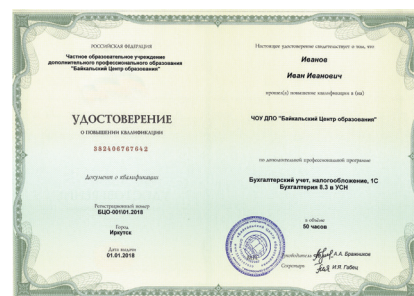 РОССИЙСКАЯ ФЕДЕРАЦИЯ
Частное образовательное учреждение
дополнительного профессионального образования
"Байкальский Центр образования"
УДОСТОВЕРЕНИЕ
О ПОВЫШЕНИИ КВАЛИФИКАЦИИ
382406767042
Документ о квалификации
Регистрационный номер
БЦО-001\01.2018
Город
Иркутск
Дата выдачи
01.01.2018
Настоящее удостоверение свидетельствует о том, что
Иванов
Иван Иванович
прошел(а) повышение квалификации в (на)
ЧОУ ДПО "Байкальский Центр образования"
по дополнительной профессиональной программе
Бухгалтерский учет, налогообложение, 1С
Бухгалтерия 8.3 в УСН
в объёме
50 часов
Руководитель А.А. Бравиков
Секретарь И.Я. Габец